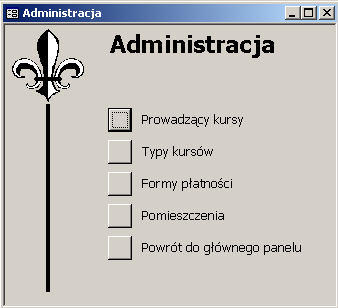 Administracja
Administracja
Prowadzący kursy
Typy kursów
Formy płatności
Pomieszczenia
Powrót do głównego panelu